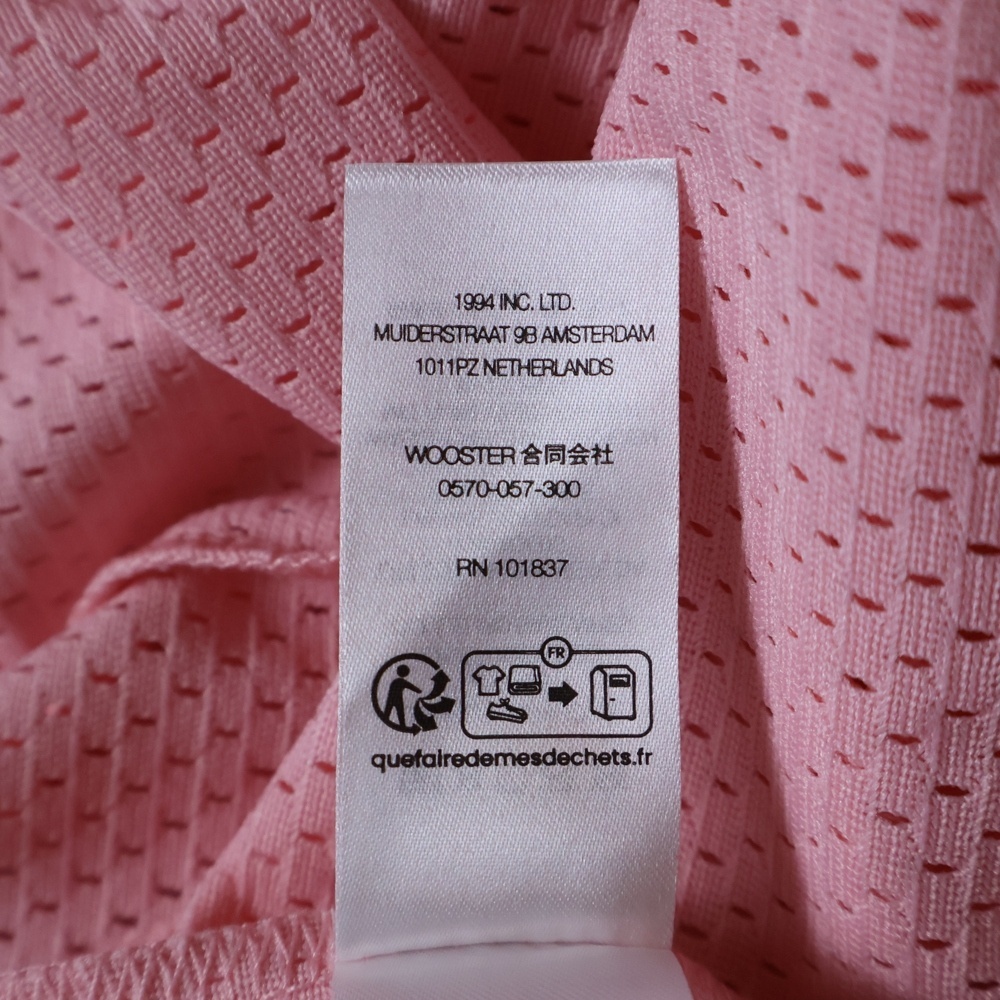 1994 INC. LTD.
MUIDERSTRAAT 9B AMSTERDAM
1011PZ NETHERLANDS
WOOSTER 合同会社
0570-057-300
RN 101837
FR
quefairedemesdechets.fr